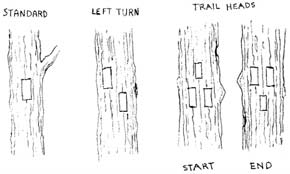 STANDARD
LEFT TURN
TRAIL HEADS
START
END